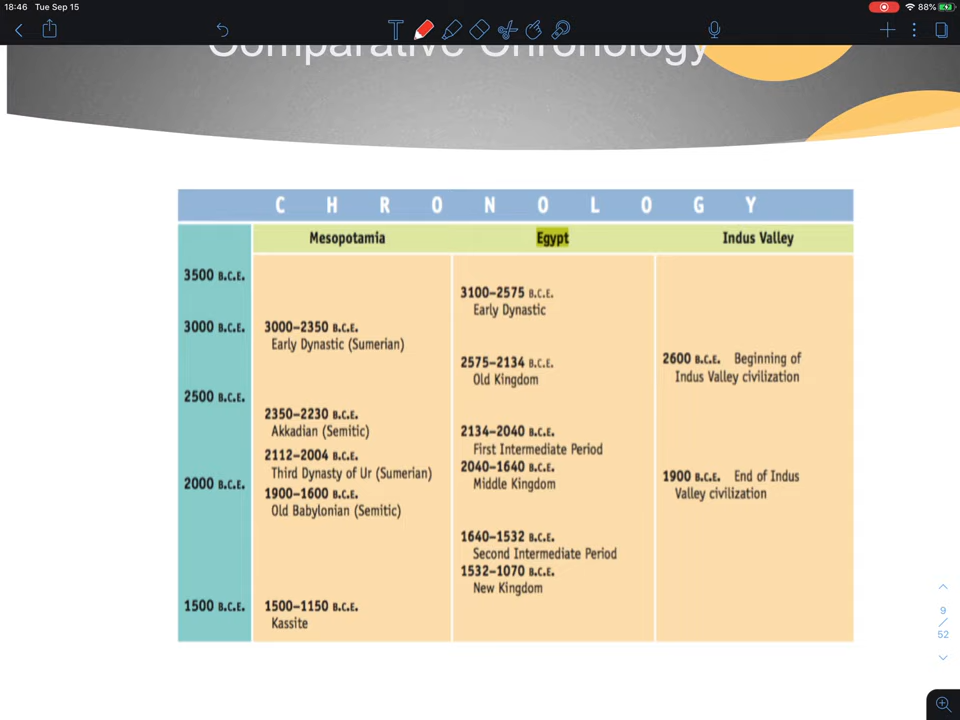 18:46 Tue Sep 15
88%
T
Comparative Chronology
C H R O N O L O G Y
Mesopotamia Egypt Indus Valley
3500 B.C.E.
3000 B.C.E.
2500 B.C.E.
2000 B.C.E.
1500 B.C.E.
3000–2350 B.C.E.
Early Dynastic (Sumerian)
2350–2230 B.C.E.
Akkadian (Semitic)
2112–2004 B.C.E.
Third Dynasty of Ur (Sumerian)
1900–1600 B.C.E.
Old Babylonian (Semitic)
1500–1150 B.C.E.
Kassite
3100–2575 B.C.E.
Early Dynastic
2575–2134 B.C.E.
Old Kingdom
2134–2040 B.C.E.
First Intermediate Period
2040–1640 B.C.E.
Middle Kingdom
1640–1532 B.C.E.
Second Intermediate Period
1532–1070 B.C.E.
New Kingdom
2600 B.C.E. Beginning of
Indus Valley civilization
1900 B.C.E. End of Indus
Valley civilization
9
/
52